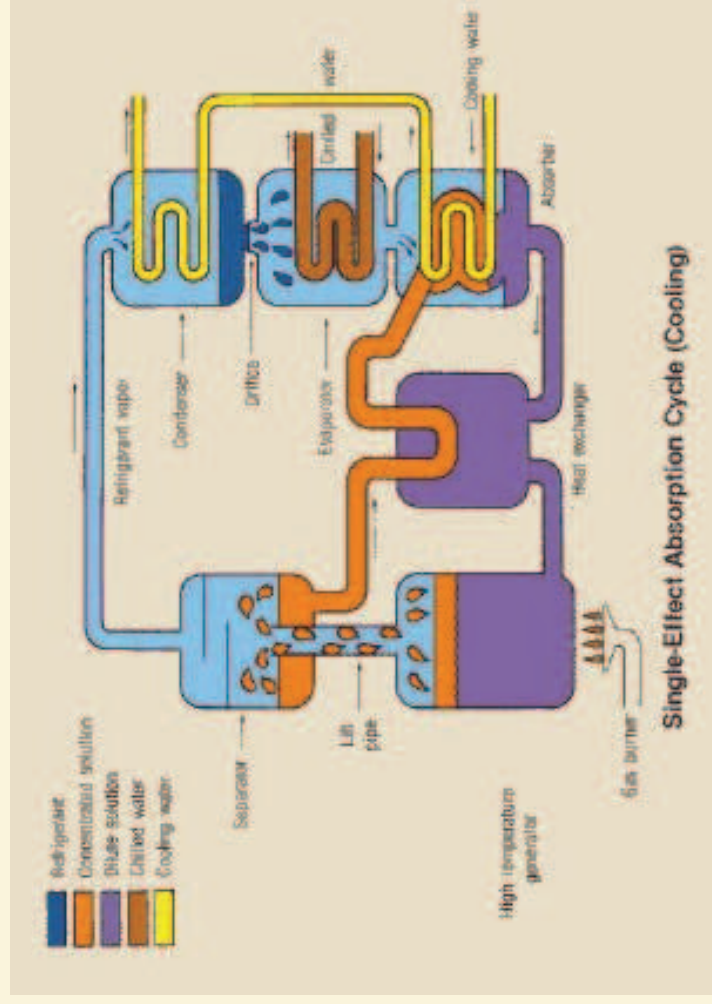 Refrigerant
Concentrated solution
Dilute solution
Chilled water
Cooling water
Refrigerant vapor
Separator
Condenser
Orifice
Lift
pipe
Evaporator
Chilled
water
High temperature
generator
Gas burner
Heat exchanger
Absorber
Cooling water
Single-Effect Absorption Cycle (Cooling)